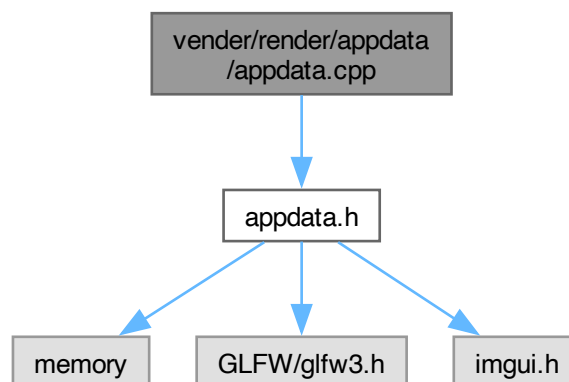 vender/render/appdata
/appdata.cpp
appdata.h
memory
GLFW/glfw3.h
imgui.h